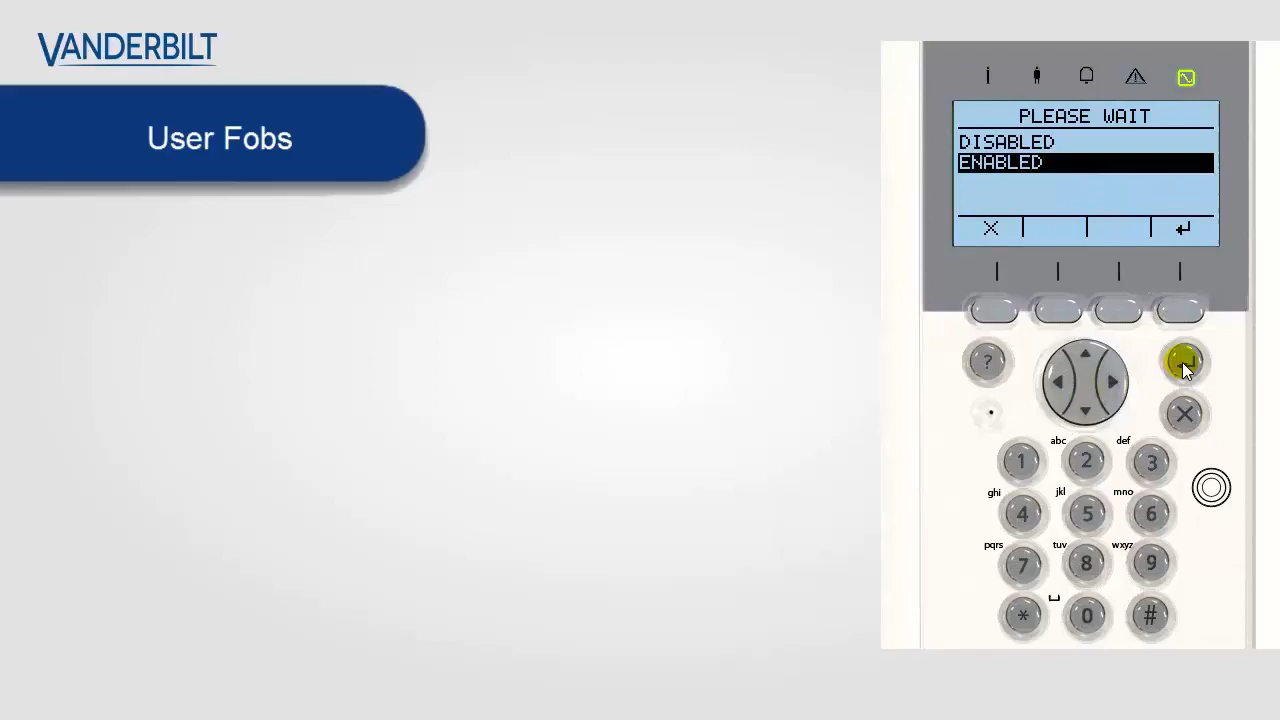 VANDERBILT
User Fobs
PLEASE WAIT
DISABLED
ENABLED
?
abc
def
1
2
3
ghi
jkl
mno
4
5
6
pqrs
tuv
wxyz
7
8
9
*
0
#